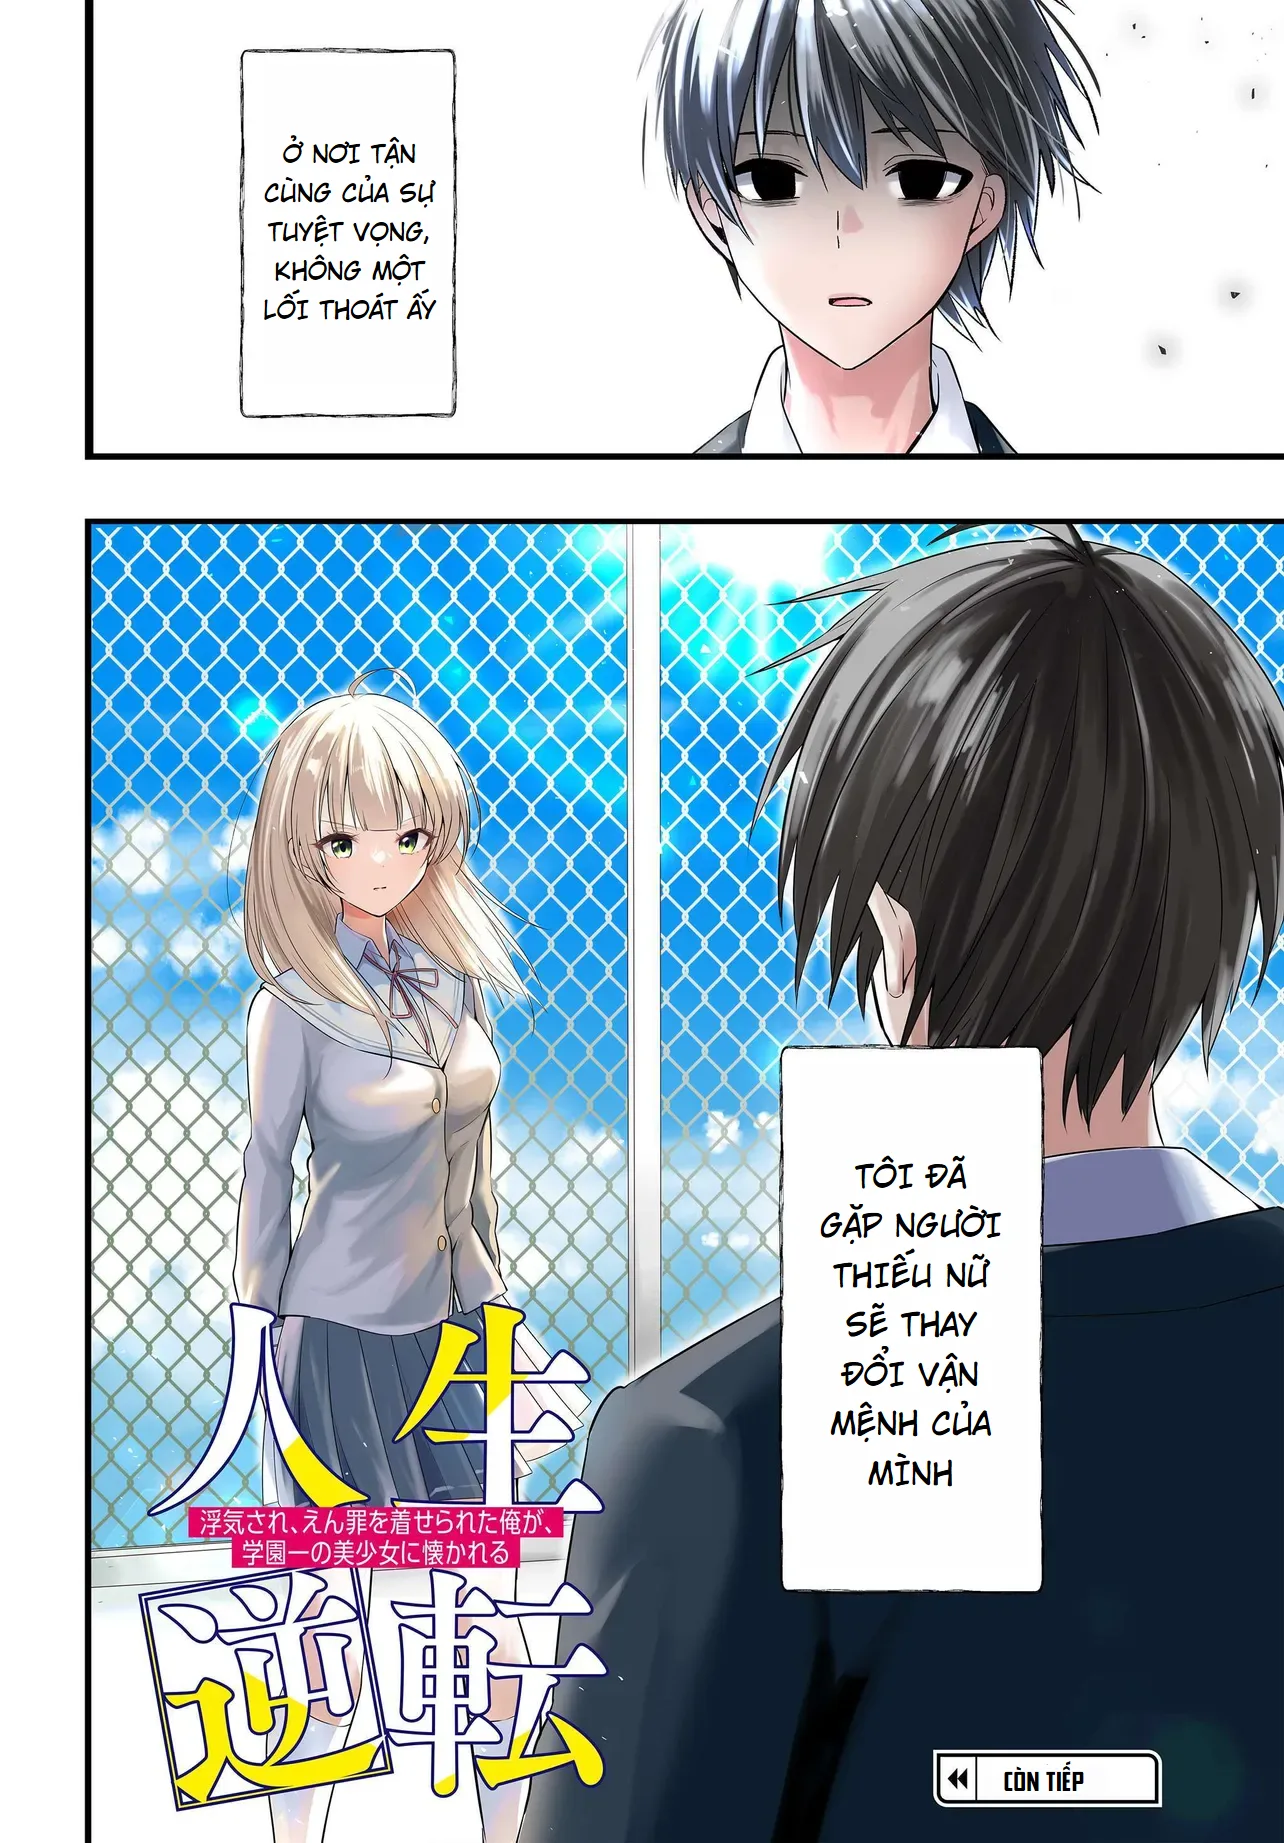 Ở NƠI TẬN
CÙNG CỦA SỰ
TUYỆT VỌNG,
KHÔNG MỘT
LỐI THOÁT ẤY
TÔI ĐÃ
GẶP NGƯỜI
THIẾU NỮ
SẼ THAY
ĐỔI VẬN
MỆNH CỦA
MÌNH
人生
浮気され、えん罪を着せられた俺が、
学園一の美少女に懐かれる
逆転
CÒN TIẾP